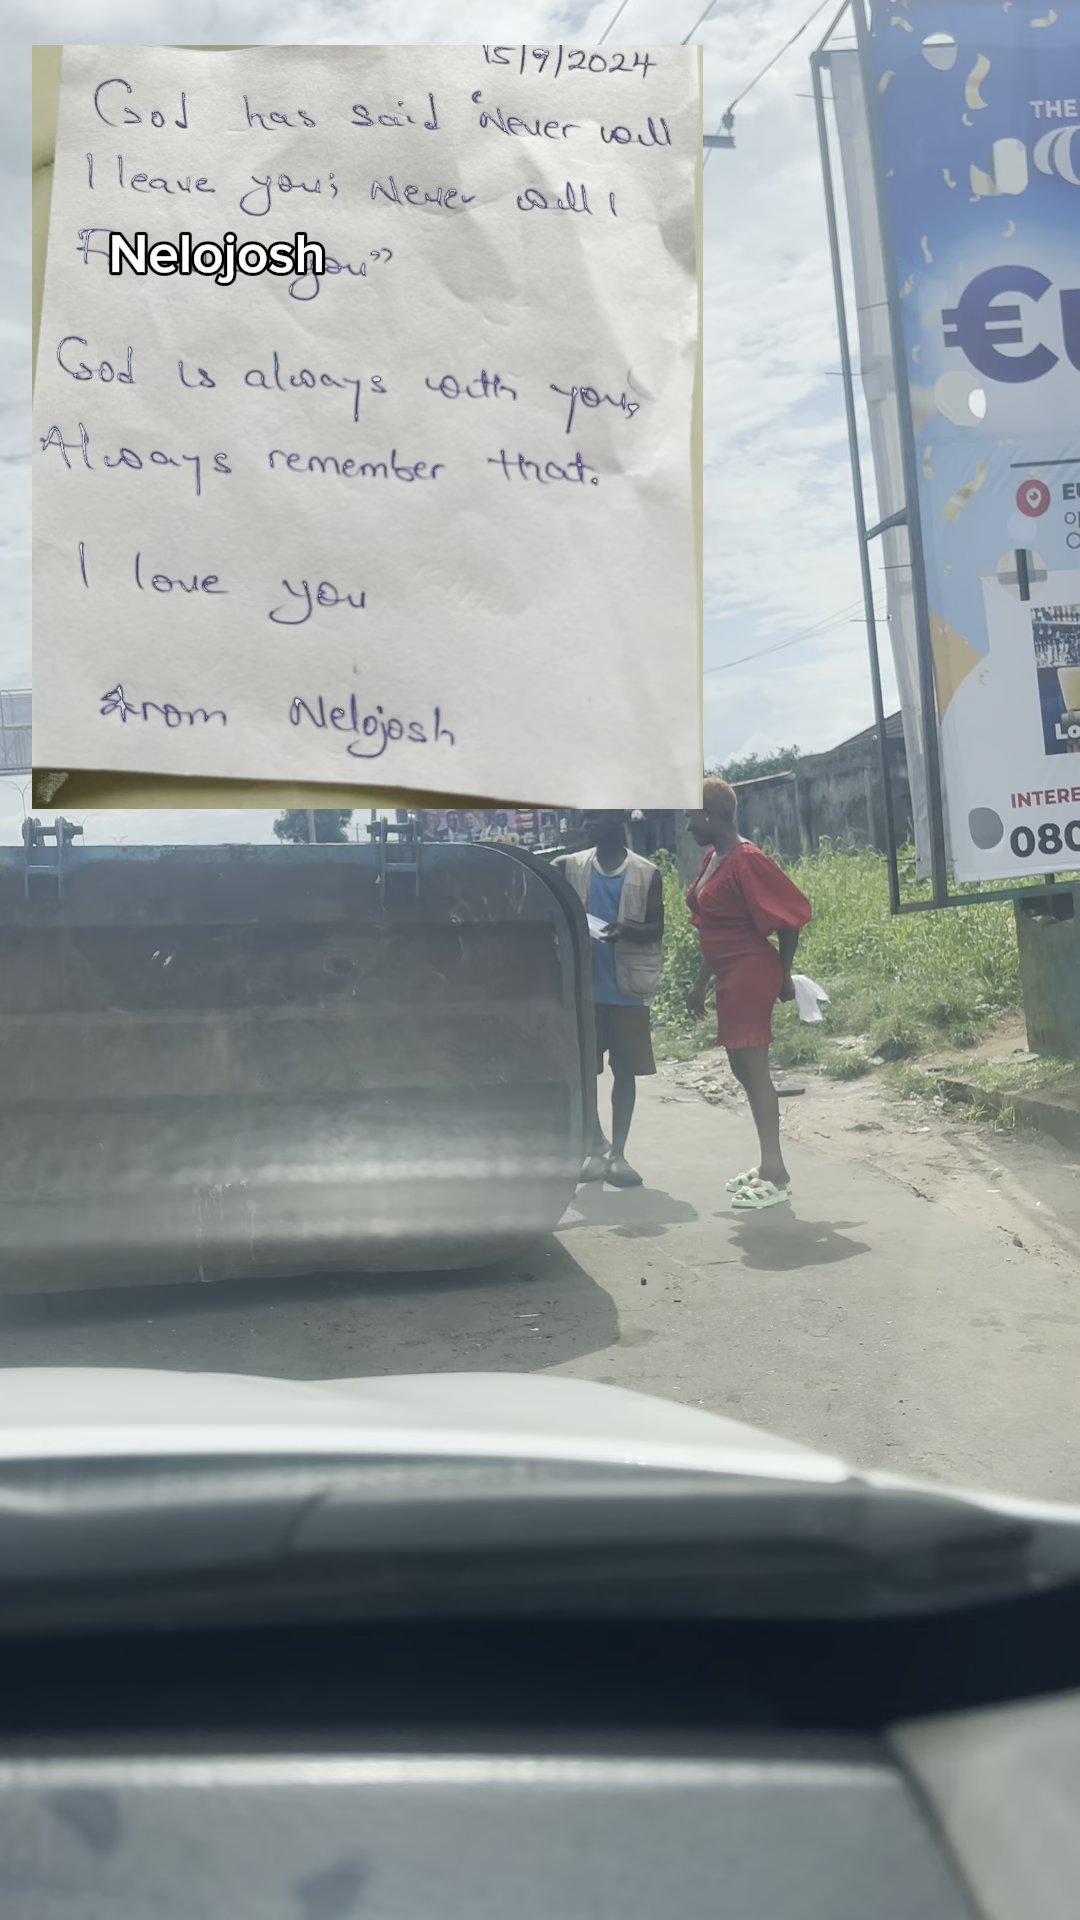 15/9/2024
God has said "Never will
I leave you; Never will I
you"
Nelojosh
God is always with you,
Always remember that.
I love you
from Nelojosh
THE
€
INTERE
080